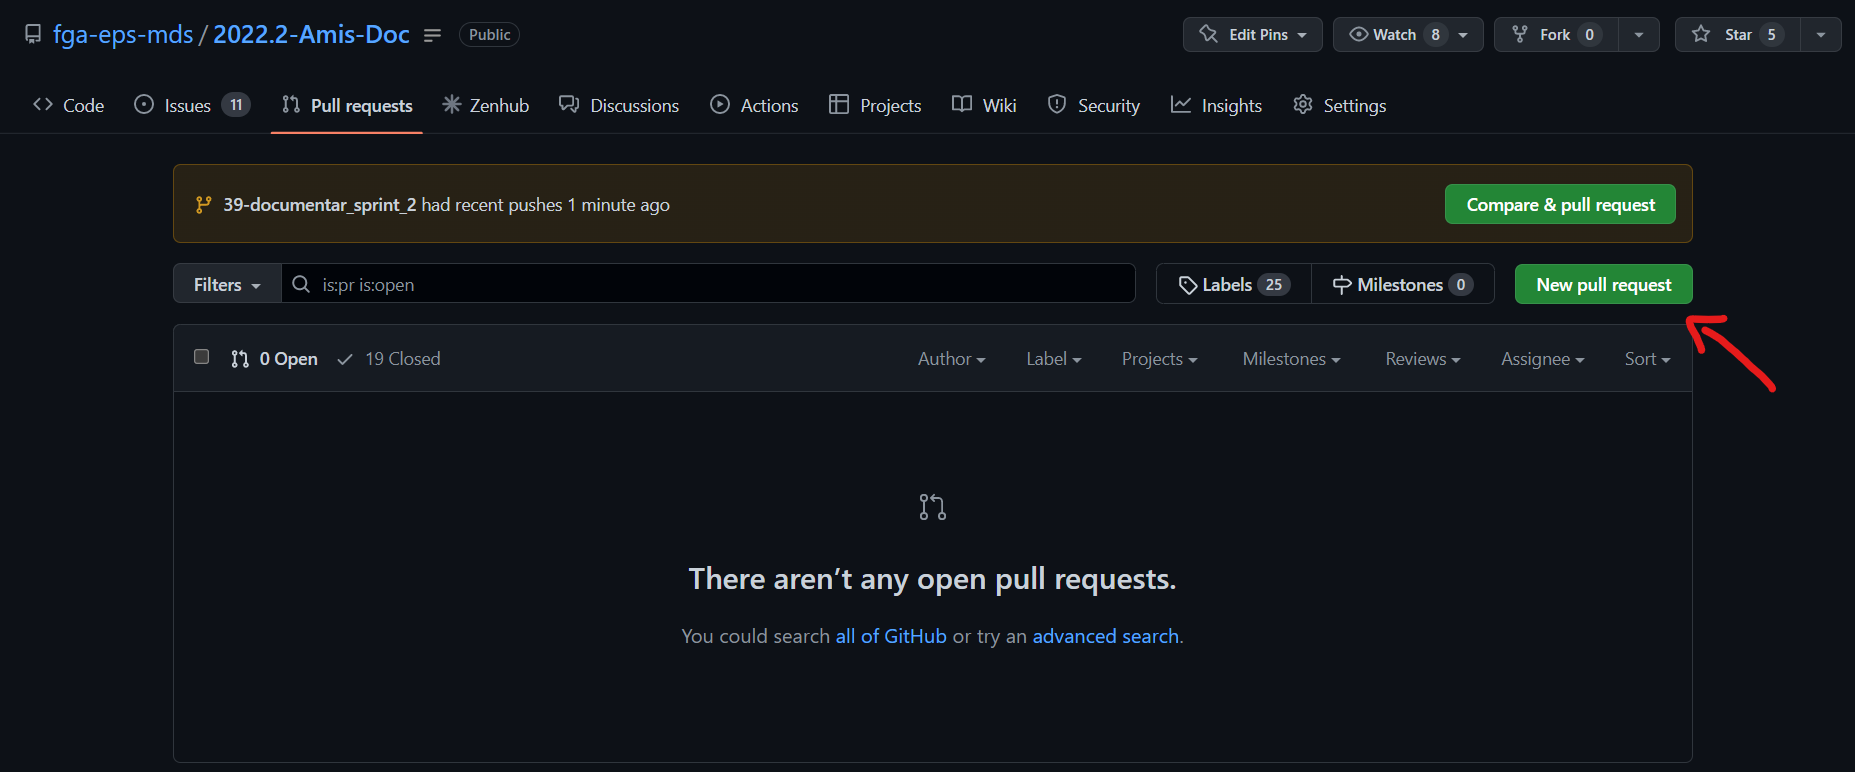 fga-eps-mds / 2022.2-Amis-Doc Public Edit Pins Watch 8 Fork 0 Star 5
Code Issues 11 Pull requests Zenhub Discussions Actions Projects Wiki Security Insights Settings
39-documentar_sprint_2 had recent pushes 1 minute ago Compare & pull request
Filters is:pr is:open Labels 25 Milestones 0 New pull request
0 Open 19 Closed Author Label Projects Milestones Reviews Assignee Sort
There aren’t any open pull requests.
You could search all of GitHub or try an advanced search.